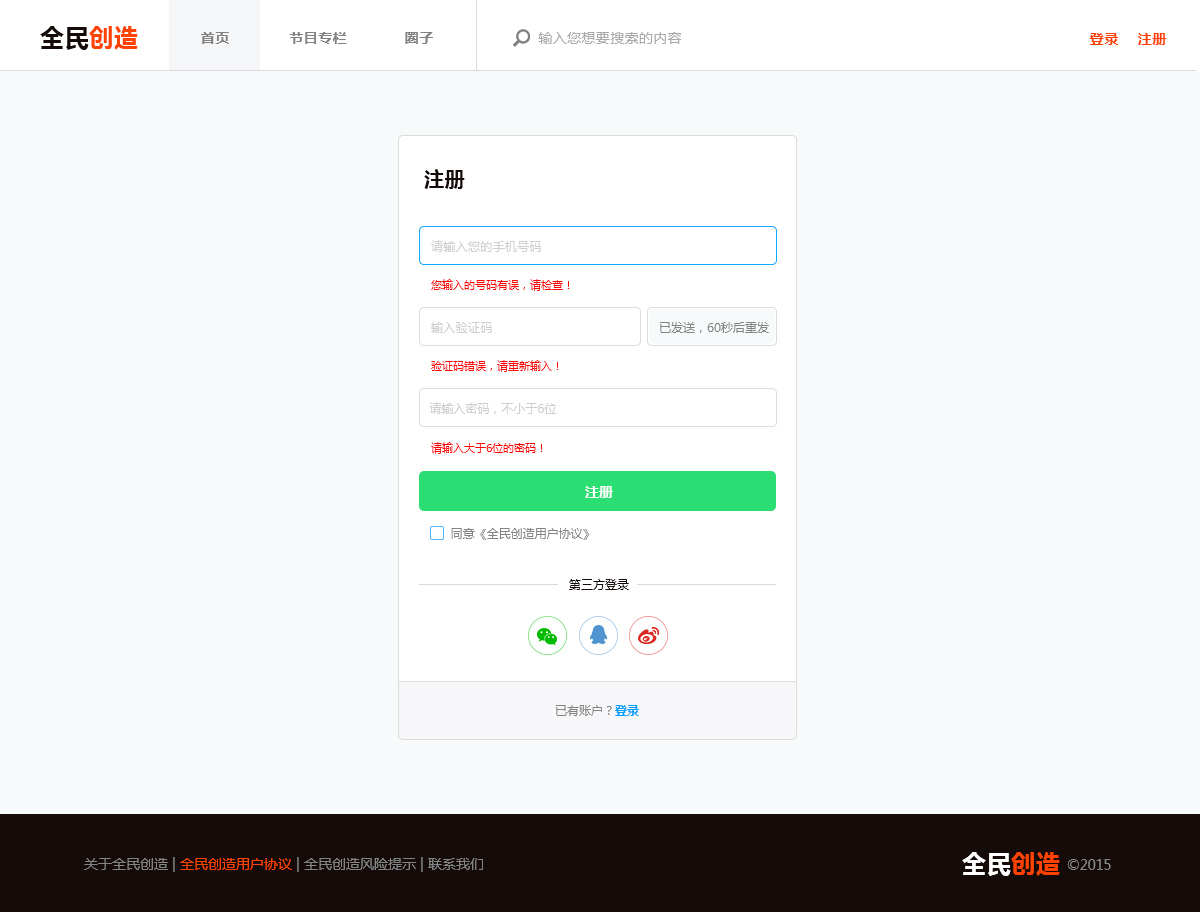 全民创造 首页 节目专栏 圈子 输入您想要搜索的内容 登录 注册
注册
请输入您的手机号码
您输入的号码有误，请检查！
输入验证码 已发送，60秒后重发
验证码错误，请重新输入！
请输入密码，不小于6位
请输入大于6位的密码！
注册
同意《全民创造用户协议》
第三方登录
已有账户？登录
关于全民创造 | 全民创造用户协议 | 全民创造风险提示 | 联系我们 全民创造 ©2015